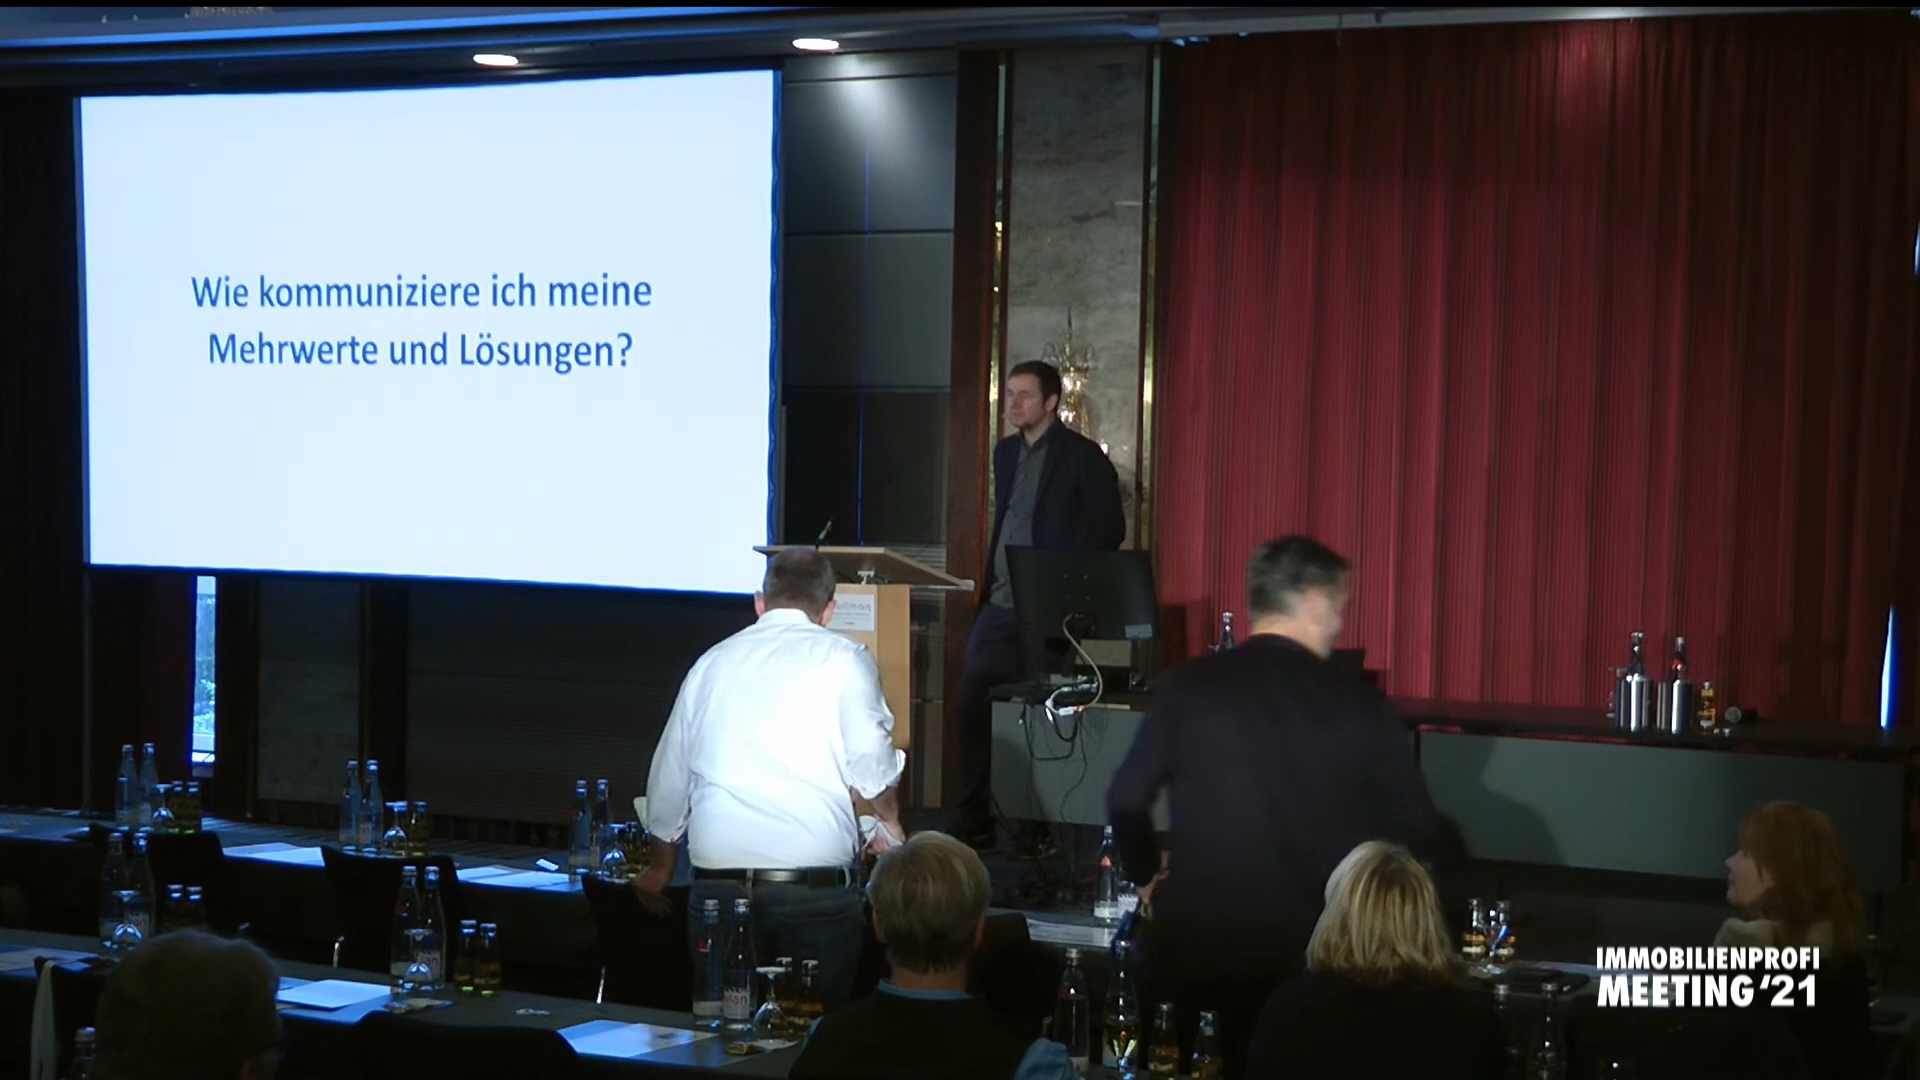 Wie kommuniziere ich meine
Mehrwerte und Lösungen?
IMMOBILIENPROFI
MEETING '21